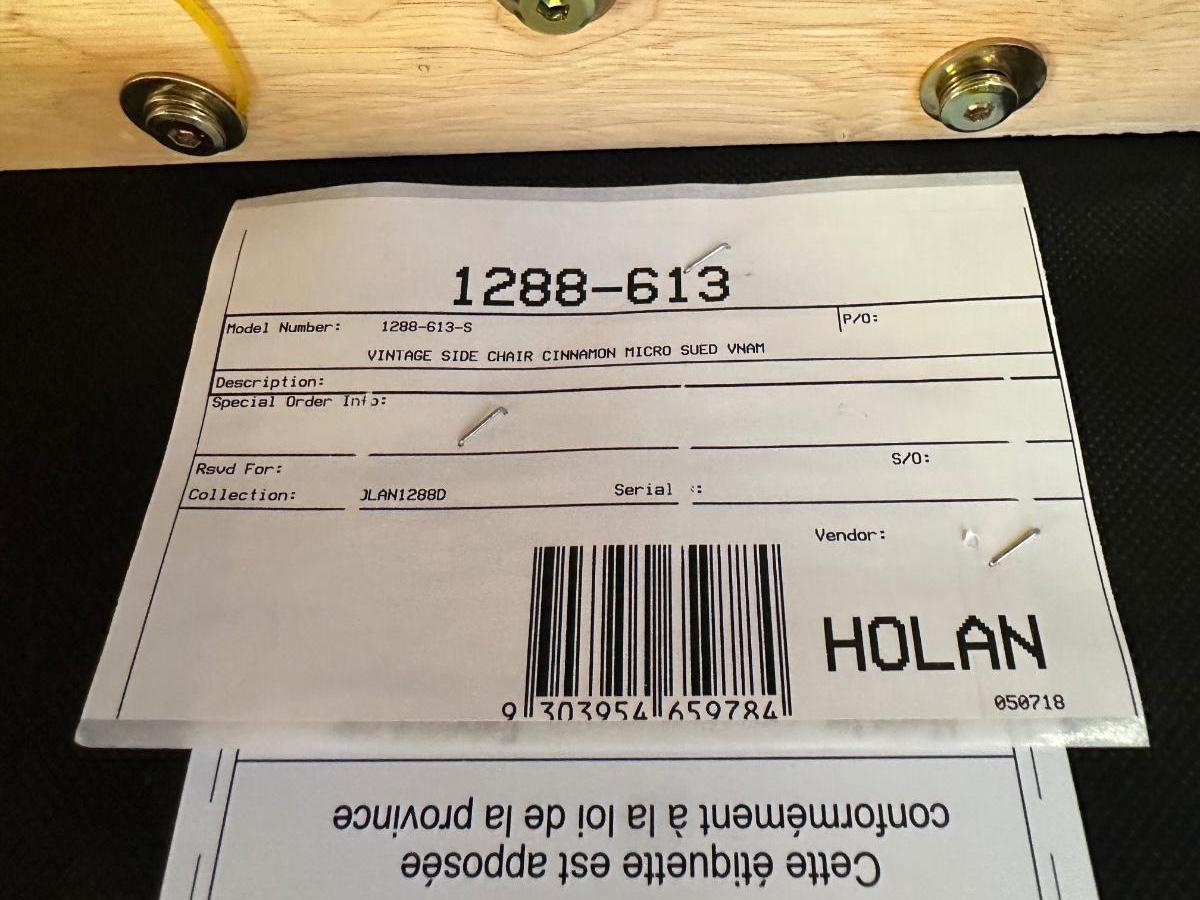 1288-613
Model Number: 1288-613-S P/O:
VINTAGE SIDE CHAIR CINNAMON MICRO SUED VNAM
Description:
Special Order Info:
Rsvd For: S/O:
Collection: JLAN1288D Serial :
Vendor:
HOLAN
9 303954 659784
050718
Cette étiquette est apposée
conformément à la loi de la province